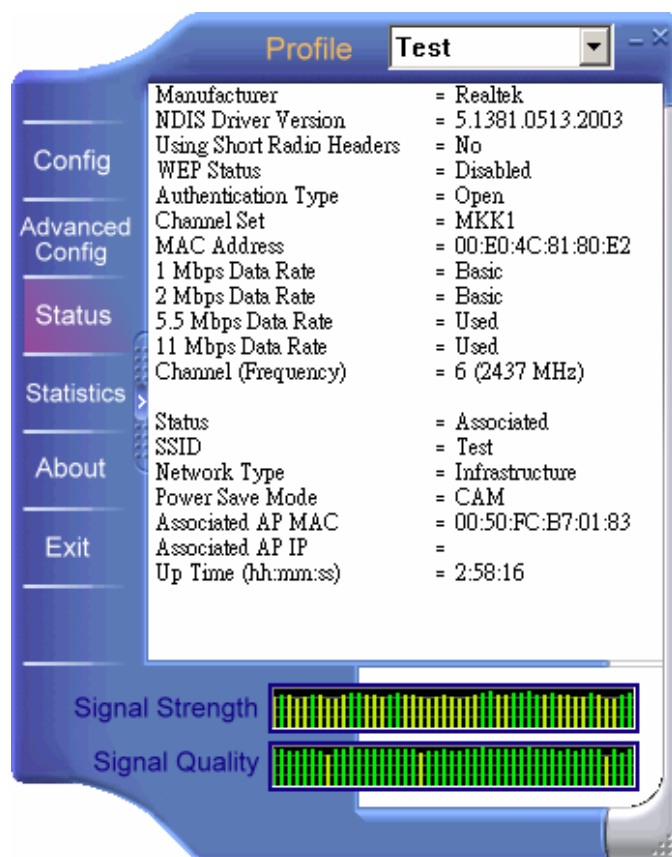 Profile Test
Config
Advanced
Config
Status
Statistics
About
Exit
Manufacturer = Realtek
NDIS Driver Version = 5.1381.0513.2003
Using Short Radio Headers = No
WEP Status = Disabled
Authentication Type = Open
Channel Set = MKK1
MAC Address = 00:E0:4C:81:80:E2
1 Mbps Data Rate = Basic
2 Mbps Data Rate = Basic
5.5 Mbps Data Rate = Used
11 Mbps Data Rate = Used
Channel (Frequency) = 6 (2437 MHz)
Status = Associated
SSID = Test
Network Type = Infrastructure
Power Save Mode = CAM
Associated AP MAC = 00:50:FC:B7:01:83
Associated AP IP =
Up Time (hh:mm:ss) = 2:58:16
Signal Strength
Signal Quality